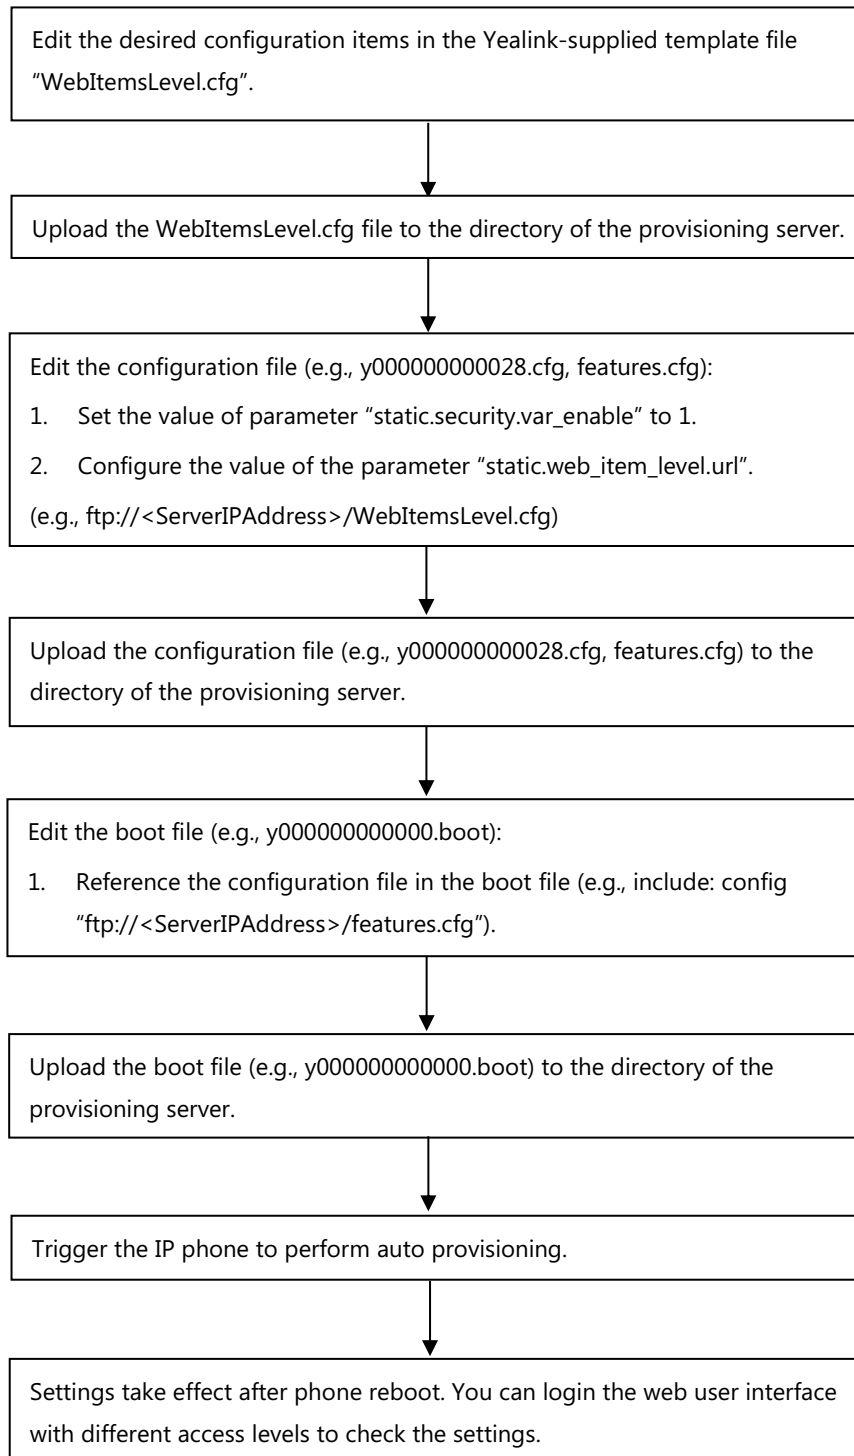 Edit the desired configuration items in the Yealink-supplied template file
“WebItemsLevel.cfg”.
Upload the WebItemsLevel.cfg file to the directory of the provisioning server.
Edit the configuration file (e.g., y000000000028.cfg, features.cfg):
1. Set the value of parameter “static.security.var_enable” to 1.
2. Configure the value of the parameter “static.web_item_level.url”.
(e.g., ftp://<ServerIPAddress>/WebItemsLevel.cfg)
Upload the configuration file (e.g., y000000000028.cfg, features.cfg) to the
directory of the provisioning server.
Edit the boot file (e.g., y000000000000.boot):
1. Reference the configuration file in the boot file (e.g., include: config
“ftp://<ServerIPAddress>/features.cfg”).
Upload the boot file (e.g., y000000000000.boot) to the directory of the
provisioning server.
Trigger the IP phone to perform auto provisioning.
Settings take effect after phone reboot. You can login the web user interface
with different access levels to check the settings.